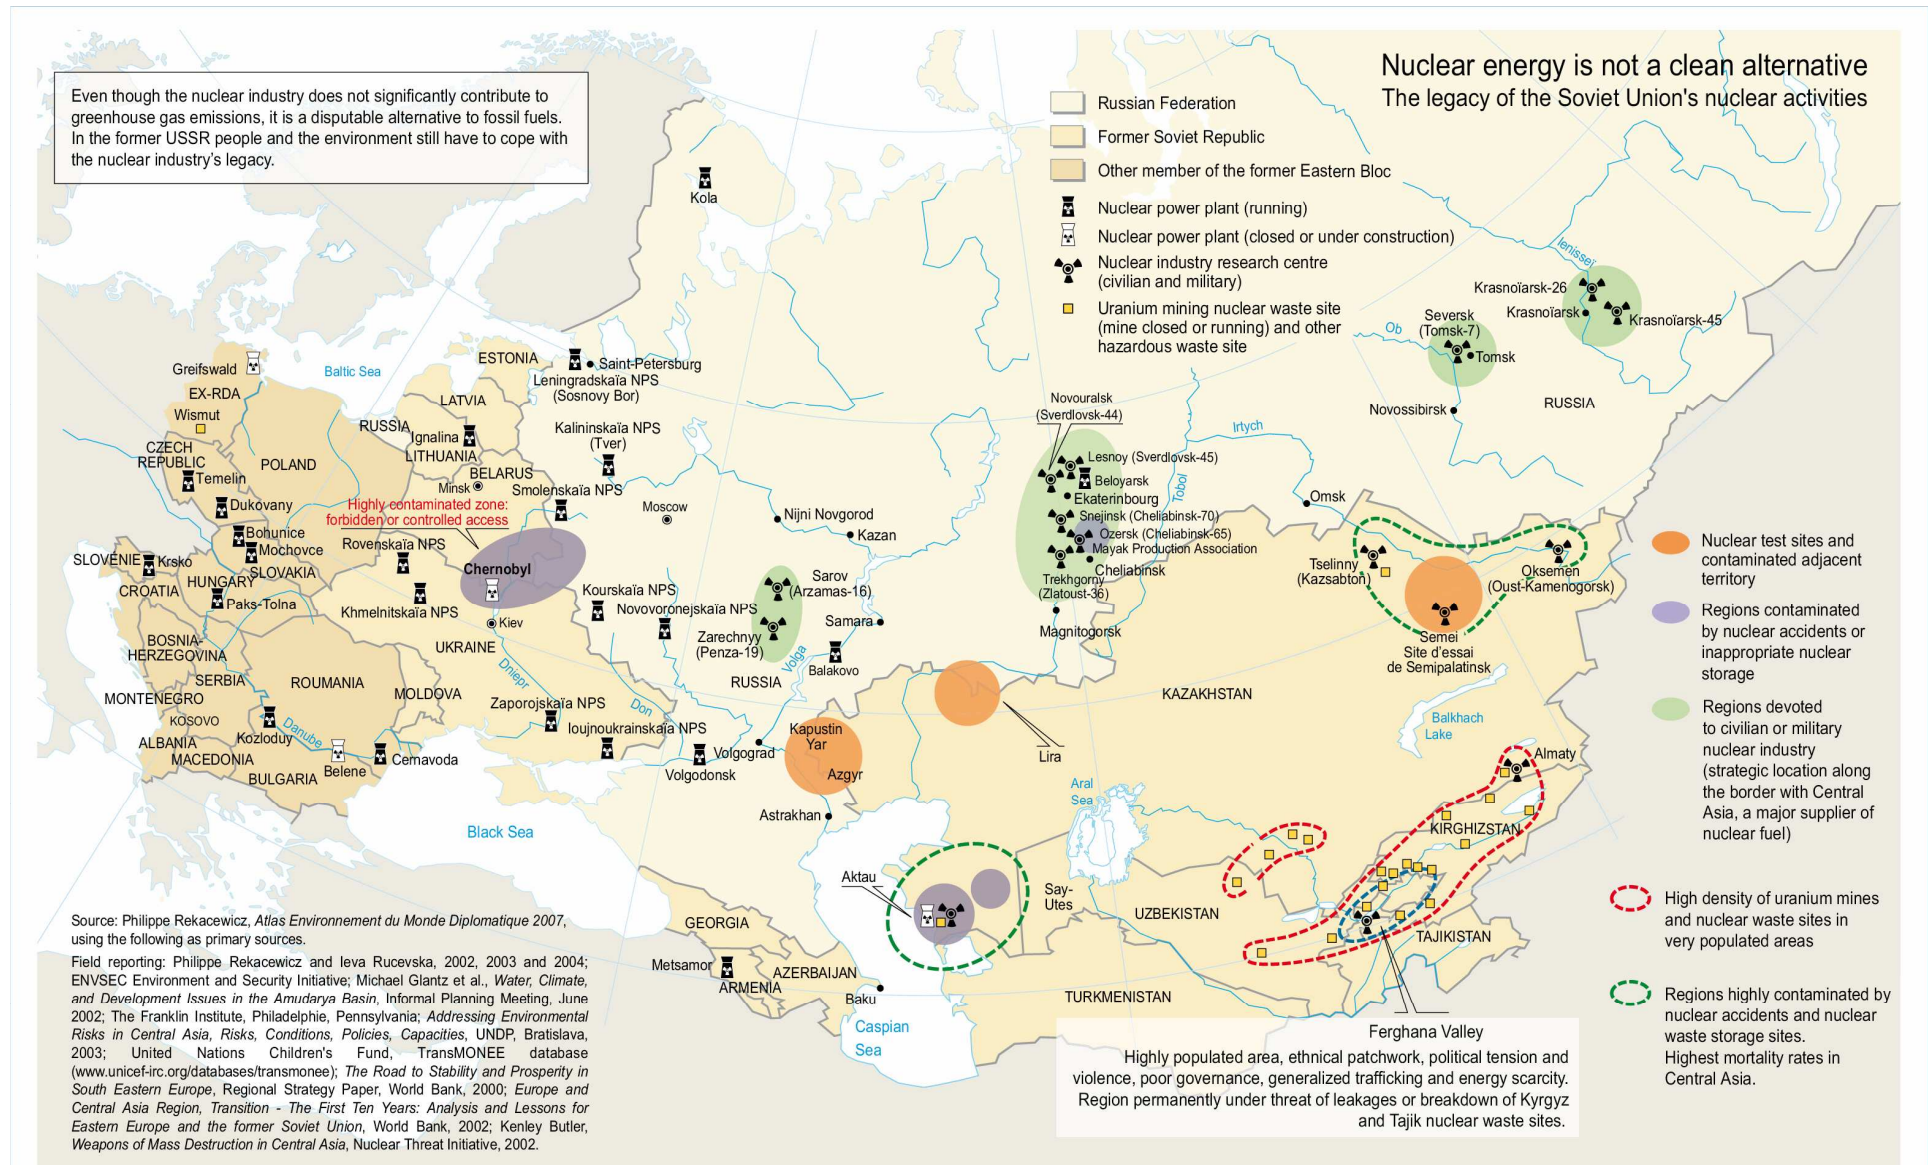 Nuclear energy is not a clean alternative
The legacy of the Soviet Union's nuclear activities
Even though the nuclear industry does not significantly contribute to
greenhouse gas emissions, it is a disputable alternative to fossil fuels.
In the former USSR people and the environment still have to cope with
the nuclear industry's legacy.
Russian Federation
Former Soviet Republic
Other member of the former Eastern Bloc
Nuclear power plant (running)
Nuclear power plant (closed or under construction)
Nuclear industry research centre
(civilian and military)
Uranium mining nuclear waste site
(mine closed or running) and other
hazardous waste site
Kola
Ienisseï
Krasnoïarsk-26
Krasnoïarsk
Krasnoïarsk-45
Seversk
(Tomsk-7)
Ob
Tomsk
Novossibirsk
RUSSIA
Greifswald
Baltic Sea
EX-RDA
Wismut
ESTONIA
Saint-Petersburg
Leningradskaïa NPS
(Sosnovy Bor)
LATVIA
RUSSIA
Ignalina
LITHUANIA
Kalininskaïa NPS
(Tver)
CZECH
REPUBLIC
POLAND
Temelin
BELARUS
Minsk
Smolenskaïa NPS
Dukovany
Highly contaminated zone:
forbidden or controlled access
Moscow
Nijni Novgorod
Kazan
Novouralsk
(Sverdlovsk-44)
Lesnoy (Sverdlovsk-45)
Beloyarsk
Ekaterinbourg
Snejinsk (Cheliabinsk-70)
Ozersk (Cheliabinsk-65)
Mayak Production Association
Cheliabinsk
Trekhgorny
(Zlatoust-36)
Magnitogorsk
Tobol
Irtych
Omsk
Bohunice
Mochovce
SLOVÉNIE
Krsko
SLOVAKIA
HUNGARY
CROATIA
Paks-Tolna
Rovenskaïa NPS
Chernobyl
Khmelnitskaïa NPS
Kiev
UKRAINE
Kourskaïa NPS
Novovoronejskaïa NPS
Sarov
(Arzamas-16)
Zarechnyy
(Penza-19)
Samara
Volga
Balakovo
RUSSIA
Tselinny
(Kazsabton)
Oksemen
(Oust-Kamenogorsk)
Semei
Site d'essai
de Semipalatinsk
BOSNIA-
HERZEGOVINA
SERBIA
MONTENEGRO
KOSOVO
ALBANIA
MACEDONIA
ROUMANIA
MOLDOVA
Dniepr
Don
Zaporojskaïa NPS
Ioujnoukrainskaïa NPS
Kozloduy
Danube
Belene
Cernavoda
BULGARIA
Volgodonsk
Volgograd
Kapustin
Yar
Azgyr
Lira
KAZAKHSTAN
Balkhach
Lake
Almaty
Astrakhan
Black Sea
Aral
Sea
KIRGHIZSTAN
Aktau
Say-
Utes
UZBEKISTAN
TAJIKISTAN
GEORGIA
Metsamor
AZERBAIJAN
ARMENIA
Baku
Caspian
Sea
TURKMENISTAN
Ferghana Valley
Highly populated area, ethnical patchwork, political tension and
violence, poor governance, generalized trafficking and energy scarcity.
Region permanently under threat of leakages or breakdown of Kyrgyz
and Tajik nuclear waste sites.
Nuclear test sites and
contaminated adjacent
territory
Regions contaminated
by nuclear accidents or
inappropriate nuclear
storage
Regions devoted
to civilian or military
nuclear industry
(strategic location along
the border with Central
Asia, a major supplier of
nuclear fuel)
High density of uranium mines
and nuclear waste sites in
very populated areas
Regions highly contaminated by
nuclear accidents and nuclear
waste storage sites.
Highest mortality rates in
Central Asia.
Source: Philippe Rekacewicz, Atlas Environnement du Monde Diplomatique 2007,
using the following as primary sources.
Field reporting: Philippe Rekacewicz and Ieva Rucevska, 2002, 2003 and 2004;
ENVSEC Environment and Security Initiative; Michael Glantz et al., Water, Climate,
and Development Issues in the Amudarya Basin, Informal Planning Meeting, June
2002; The Franklin Institute, Philadelphie, Pennsylvania; Addressing Environmental
Risks in Central Asia, Risks, Conditions, Policies, Capacities, UNDP, Bratislava,
2003; United Nations Children's Fund, TransMONEE database
(www.unicef-irc.org/databases/transmonee); The Road to Stability and Prosperity in
South Eastern Europe, Regional Strategy Paper, World Bank, 2000; Europe and
Central Asia Region, Transition - The First Ten Years: Analysis and Lessons for
Eastern Europe and the former Soviet Union, World Bank, 2002; Kenley Butler,
Weapons of Mass Destruction in Central Asia, Nuclear Threat Initiative, 2002.